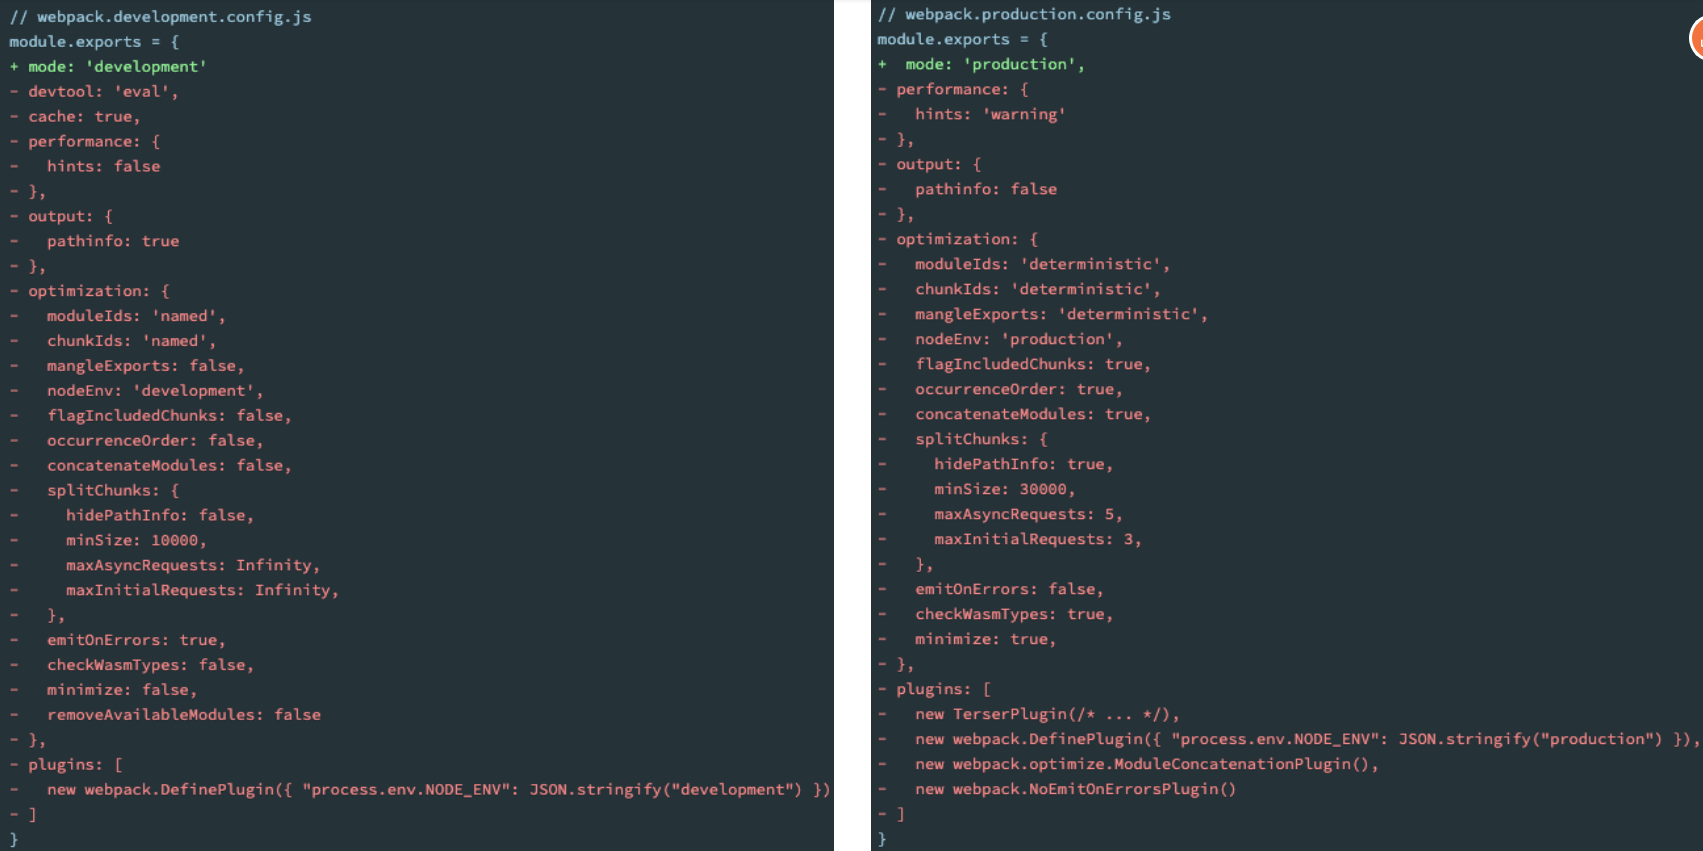 // webpack.development.config.js
module.exports = {
+ mode: 'development'
- devtool: 'eval',
- cache: true,
- performance: {
-   hints: false
- },
- output: {
-   pathinfo: true
- },
- optimization: {
-   moduleIds: 'named',
-   chunkIds: 'named',
-   mangleExports: false,
-   nodeEnv: 'development',
-   flagIncludedChunks: false,
-   occurrenceOrder: false,
-   concatenateModules: false,
-   splitChunks: {
-     hidePathInfo: false,
-     minSize: 10000,
-     maxAsyncRequests: Infinity,
-     maxInitialRequests: Infinity,
-   },
-   emitOnErrors: true,
-   checkWasmTypes: false,
-   minimize: false,
-   removeAvailableModules: false
- },
- plugins: [
-   new webpack.DefinePlugin({ "process.env.NODE_ENV": JSON.stringify("development") })
- ]
}
// webpack.production.config.js
module.exports = {
+  mode: 'production',
- performance: {
-   hints: 'warning'
- },
- output: {
-   pathinfo: false
- },
- optimization: {
-   moduleIds: 'deterministic',
-   chunkIds: 'deterministic',
-   mangleExports: 'deterministic',
-   nodeEnv: 'production',
-   flagIncludedChunks: true,
-   occurrenceOrder: true,
-   concatenateModules: true,
-   splitChunks: {
-     hidePathInfo: true,
-     minSize: 30000,
-     maxAsyncRequests: 5,
-     maxInitialRequests: 3,
-   },
-   emitOnErrors: false,
-   checkWasmTypes: true,
-   minimize: true,
- },
- plugins: [
-   new TerserPlugin(/* ... */),
-   new webpack.DefinePlugin({ "process.env.NODE_ENV": JSON.stringify("production") }),
-   new webpack.optimize.ModuleConcatenationPlugin(),
-   new webpack.NoEmitOnErrorsPlugin()
- ]
}